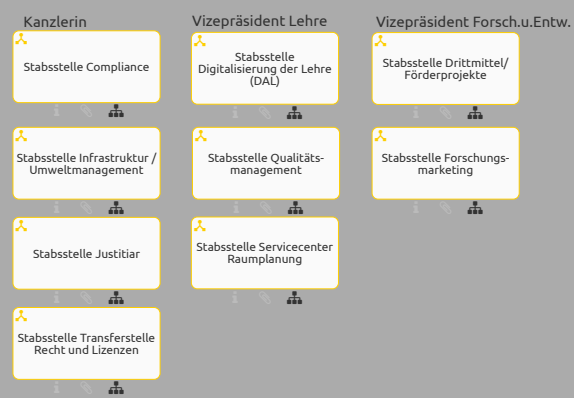 Kanzlerin
Stabsstelle Compliance
Stabsstelle Infrastruktur /
Umweltmanagement
Stabsstelle Justitiar
Stabsstelle Transferstelle
Recht und Lizenzen
Vizepräsident Lehre
Stabsstelle
Digitalisierung der Lehre
(DAL)
Stabsstelle Qualitäts-
management
Stabsstelle Servicecenter
Raumplanung
Vizepräsident Forsch.u.Entw.
Stabsstelle Drittmittel/
Förderprojekte
Stabsstelle Forschungs-
marketing